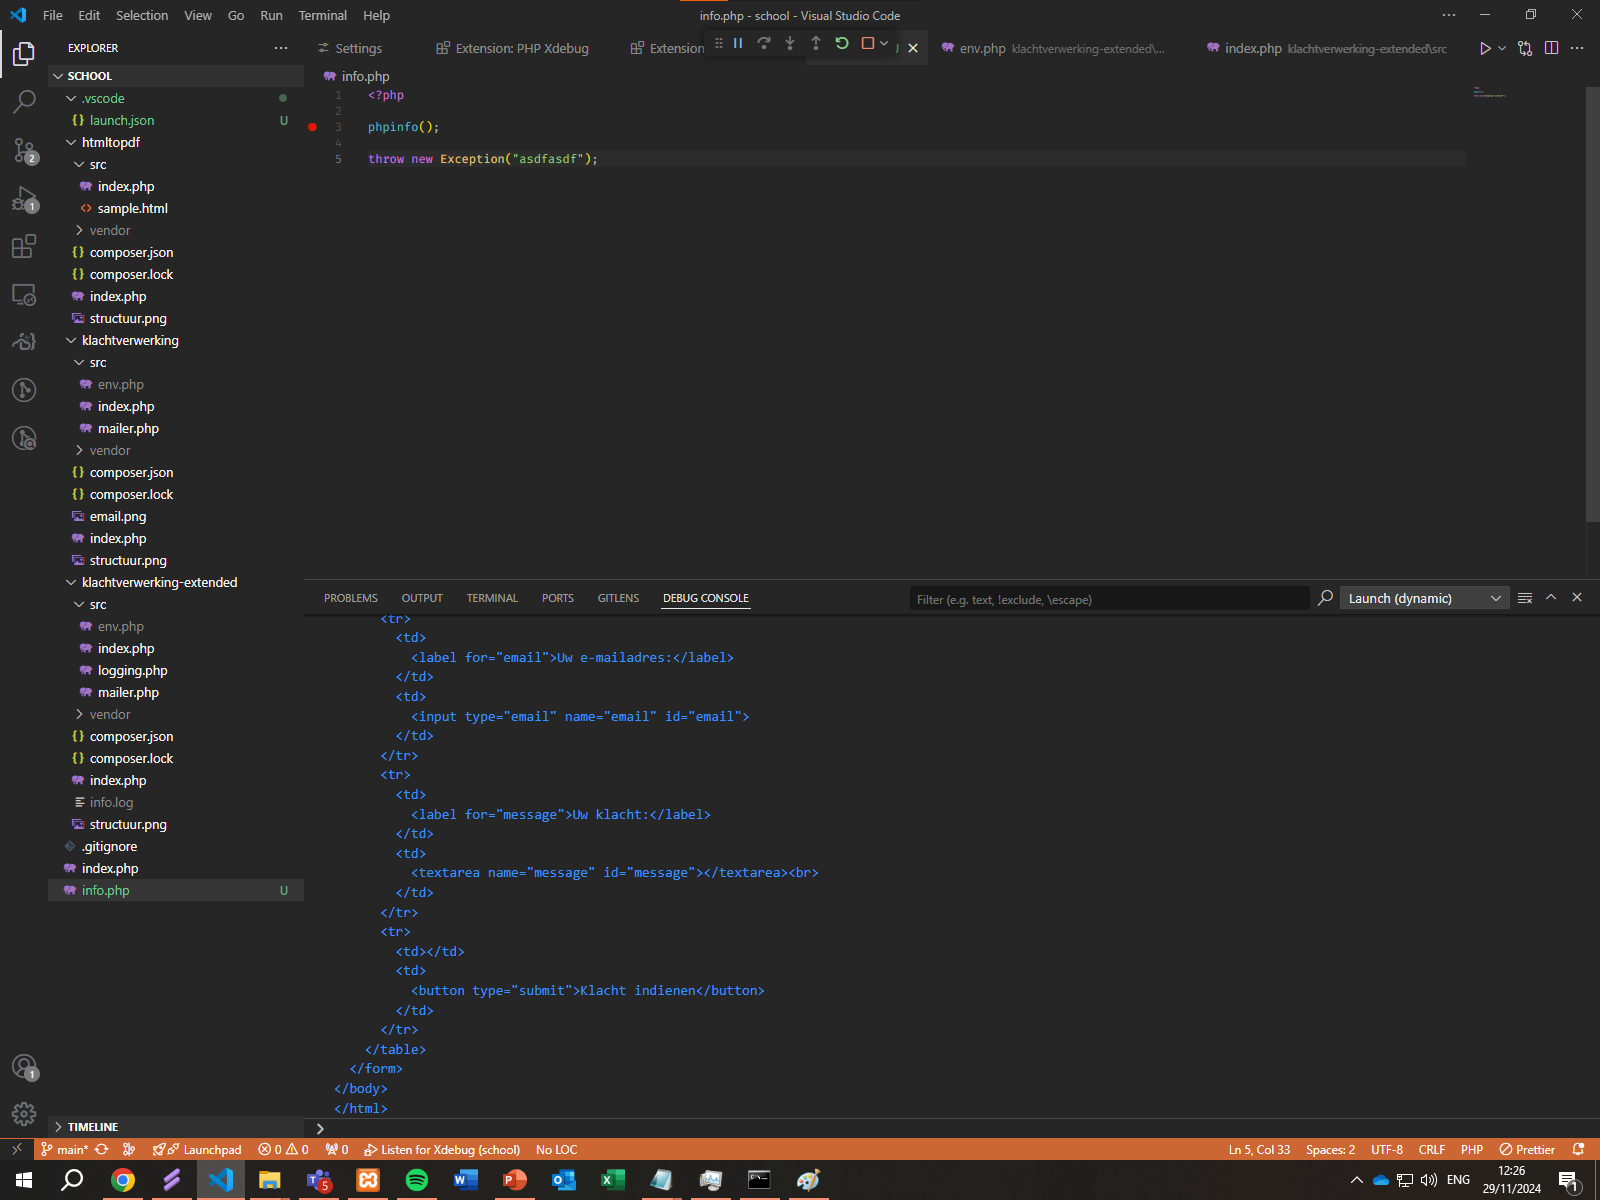 File Edit Selection View Go Run Terminal Help
info.php - school - Visual Studio Code
EXPLORER
SCHOOL
.vscode
launch.json U
htmltopdf
src
index.php
sample.html
vendor
composer.json
composer.lock
index.php
structuur.png
klachtverwerking
src
env.php
index.php
mailer.php
vendor
composer.json
composer.lock
email.png
index.php
structuur.png
klachtverwerking-extended
src
env.php
index.php
logging.php
mailer.php
vendor
composer.json
composer.lock
index.php
info.log
structuur.png
.gitignore
index.php
info.php U
TIMELINE
2
1
1
Settings Extension: PHP Xdebug Extension env.php klachtverwerking-extended\... index.php klachtverwerking-extended\src
info.php
1 <?php
2
3 phpinfo();
4
5 throw new Exception("asdfasdf");
PROBLEMS OUTPUT TERMINAL PORTS GITLENS DEBUG CONSOLE
Filter (e.g. text, !exclude, \escape)
Launch (dynamic)
<tr>
<td>
<label for="email">Uw e-mailadres:</label>
</td>
<td>
<input type="email" name="email" id="email">
</td>
</tr>
<tr>
<td>
<label for="message">Uw klacht:</label>
</td>
<td>
<textarea name="message" id="message"></textarea><br>
</td>
</tr>
<tr>
<td></td>
<td>
<button type="submit">Klacht indienen</button>
</td>
</tr>
</table>
</form>
</body>
</html>
main* Launchpad 0 0 0 Listen for Xdebug (school) No LOC
Ln 5, Col 33 Spaces: 2 UTF-8 CRLF PHP Prettier
5
ENG
12:26
29/11/2024
1